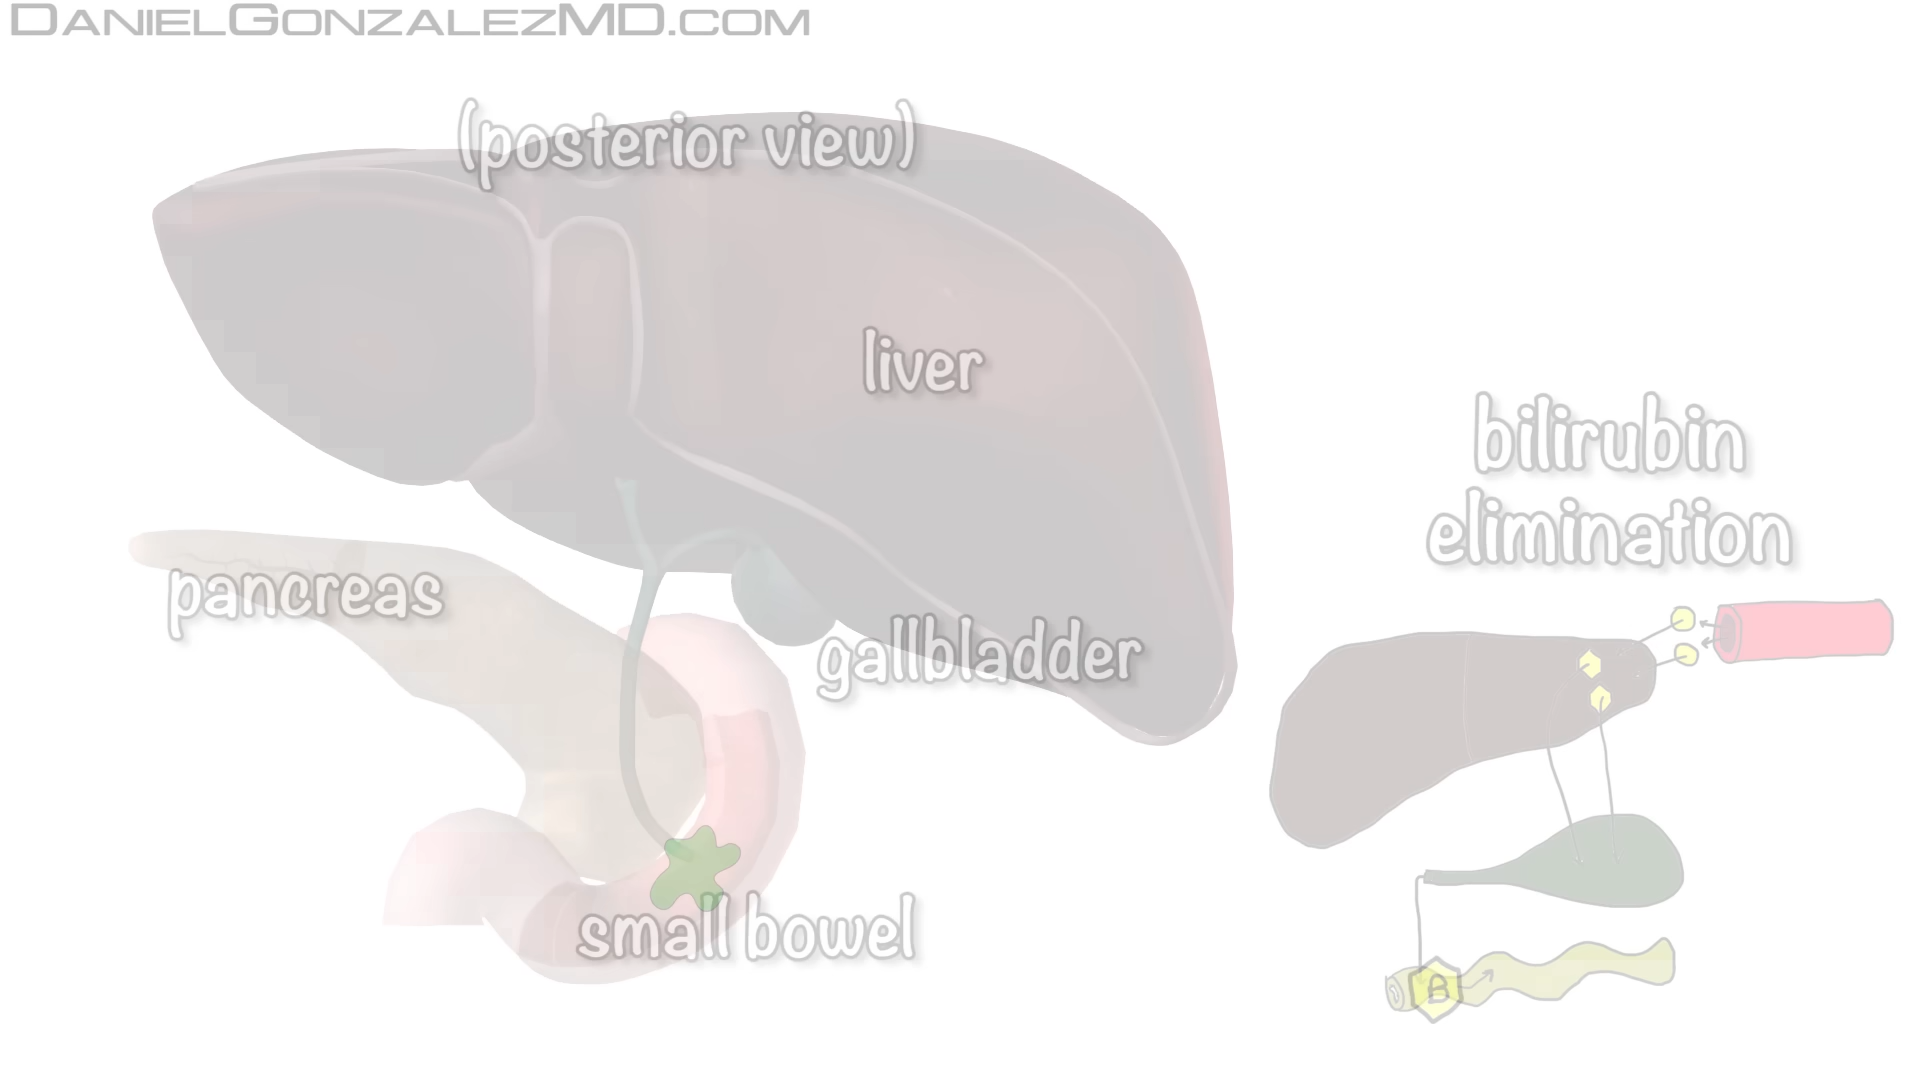 DanielGonzalezMD.com
(posterior view)
liver
bilirubin
elimination
pancreas
gallbladder
small bowel
B